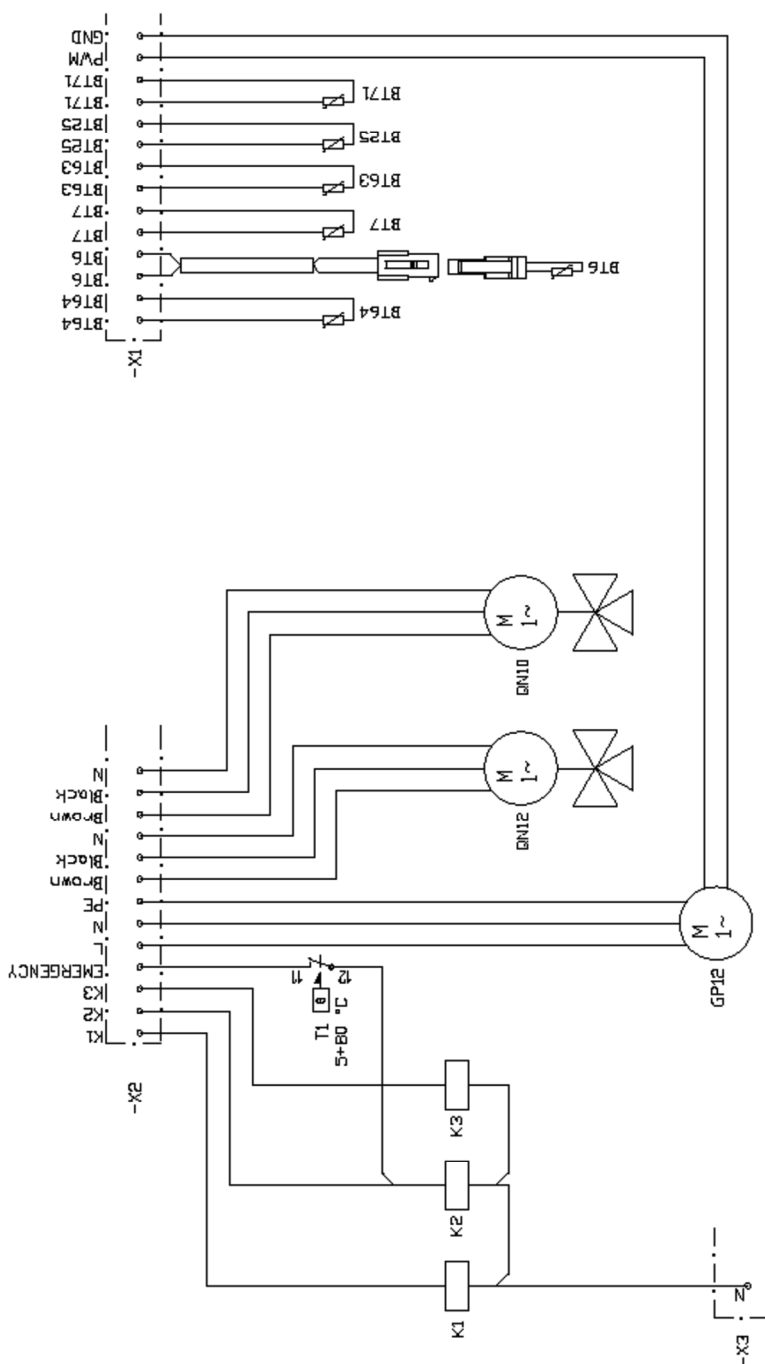 GND
PWM
BT71
BT71
BT25
BT25
BT63
BT63
BT7
BT7
BT6
BT6
BT64
BT64
-X1
BT71
BT25
BT63
BT7
BT6
BT64
N
Black
Brown
N
Black
Brown
PE
N
L
EMERGENCY
K3
K2
K1
-X2
M
1~
QN10
M
1~
QN12
M
1~
GP12
11
12
θ
T1
5+80 °C
K3
K2
K1
N
-X3